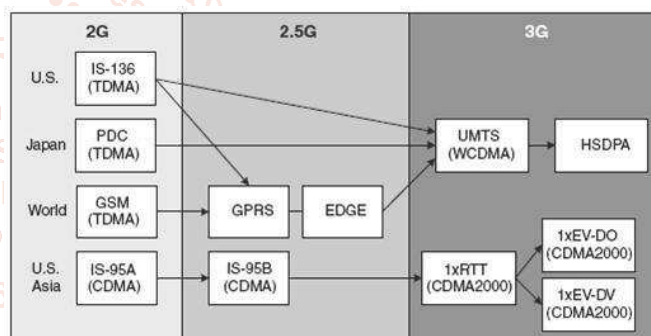 2G
2.5G
3G
U.S.
IS-136
(TDMA)
Japan
PDC
(TDMA)
UMTS
(WCDMA)
HSDPA
World
GSM
(TDMA)
GPRS
EDGE
U.S.
Asia
IS-95A
(CDMA)
IS-95B
(CDMA)
1xRTT
(CDMA2000)
1xEV-DO
(CDMA2000)
1xEV-DV
(CDMA2000)